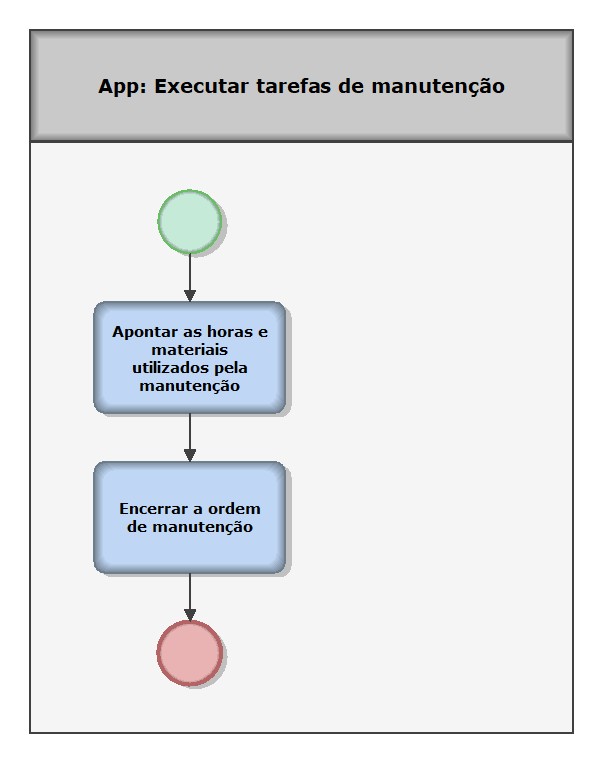 App: Executar tarefas de manutenção
Apontar as horas e
materiais
utilizados pela
manutenção
Encerrar a ordem
de manutenção